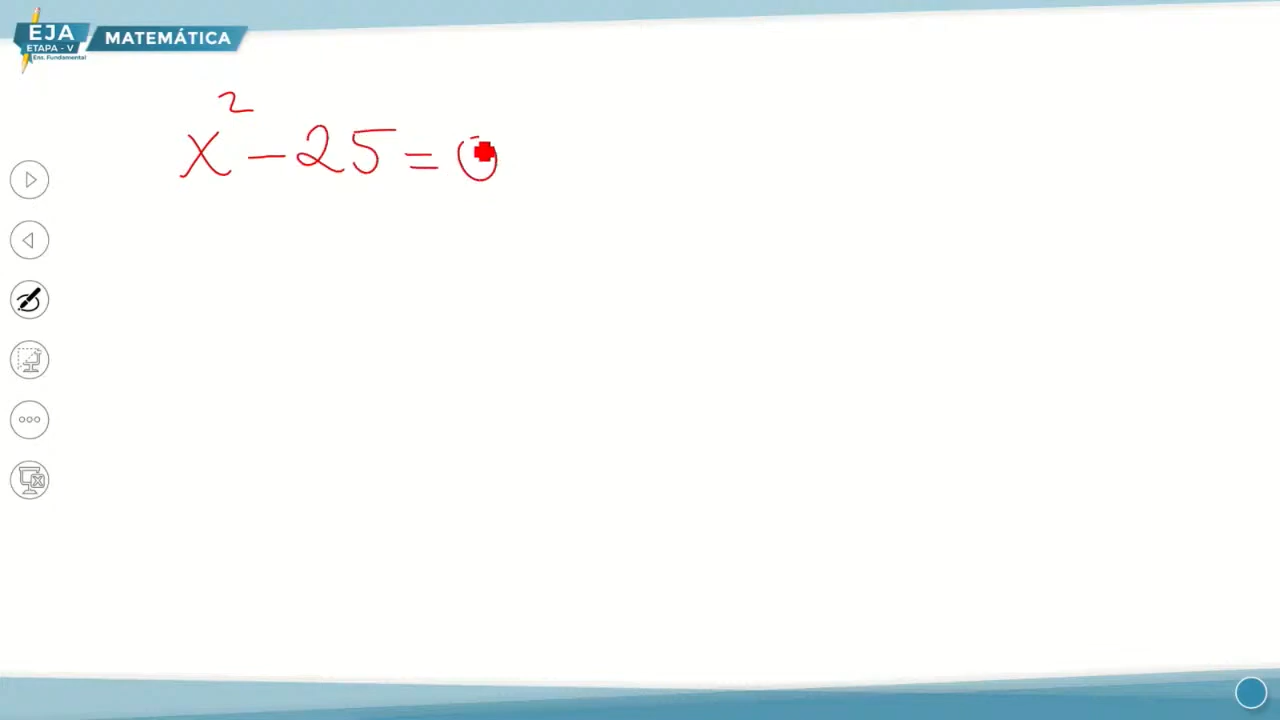 EJA
ETAPA - V
Ens. Fundamental
MATEMÁTICA
x² - 25 = 0